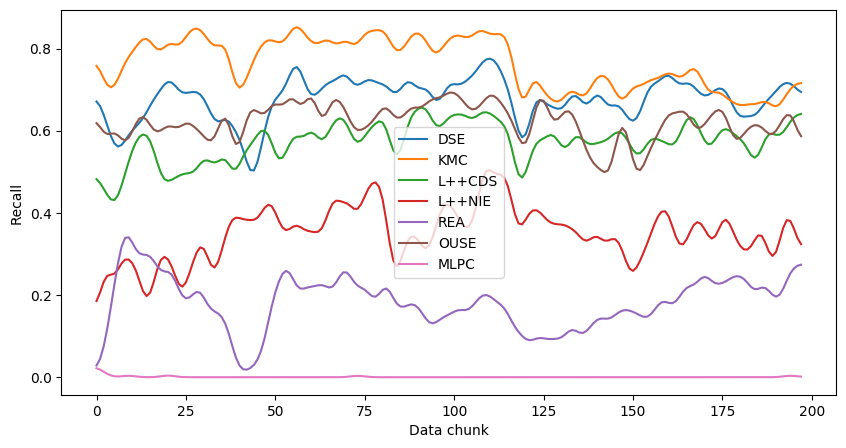 0.8
0.6
0.4
0.2
0.0
Recall
DSE
KMC
L++CDS
L++NIE
REA
OUSE
MLPC
0 25 50 75 100 125 150 175 200
Data chunk